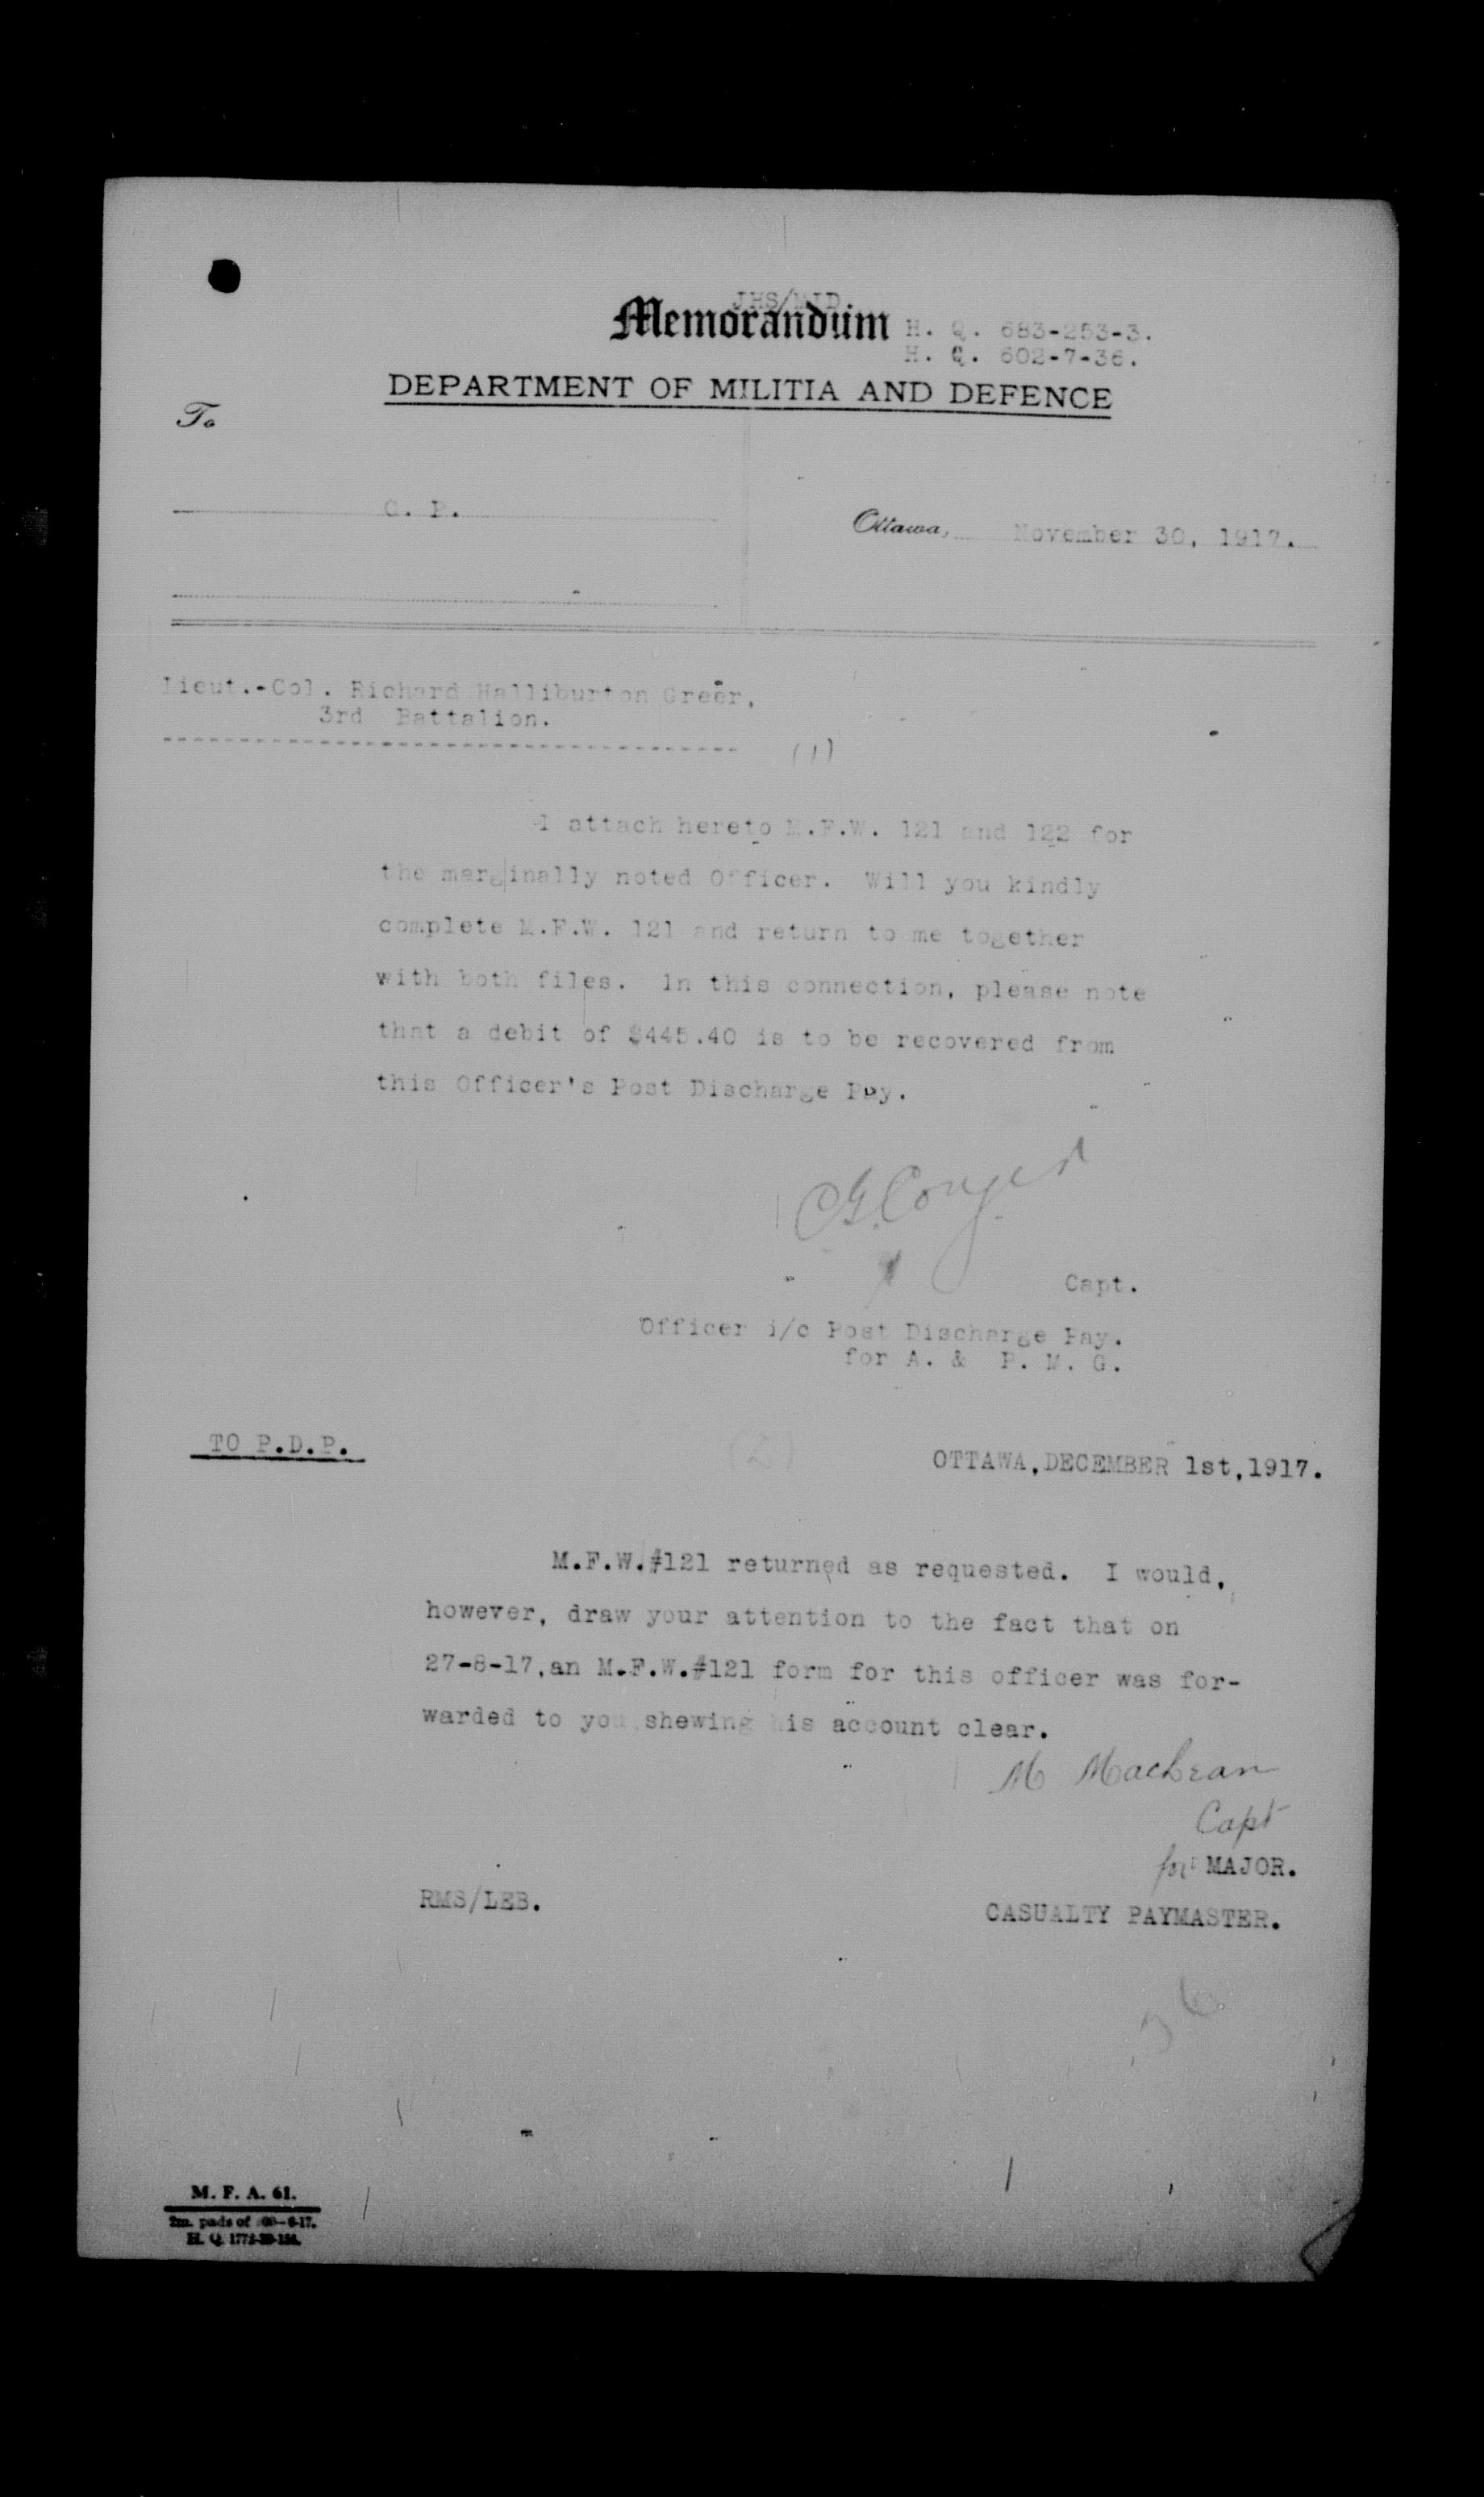 JHS/MJD
Memorandum H. Q. 683-253-3.
H. Q. 602-7-36.
DEPARTMENT OF MILITIA AND DEFENCE
To
C. P.
Ottawa, November 30, 1917.
Lieut.-Col. Richard Halliburton Greer,
3rd Battalion.
(1)
I attach hereto M.F.W. 121 and 122 for
the marginally noted Officer. Will you kindly
complete M.F.W. 121 and return to me together
with both files. In this connection, please note
that a debit of $445.40 is to be recovered from
this Officer's Post Discharge Pay.
Capt.
Officer i/c Post Discharge Pay.
for A. & P. M. G.
TO P.D.P.
(2)
OTTAWA, DECEMBER 1st, 1917.
M.F.W.#121 returned as requested. I would,
however, draw your attention to the fact that on
27-8-17, an M.F.W.#121 form for this officer was for-
warded to you, shewing his account clear.
Capt
for MAJOR.
RMS/LEB.
CASUALTY PAYMASTER.
M. F. A. 61.
pads of
H. Q.